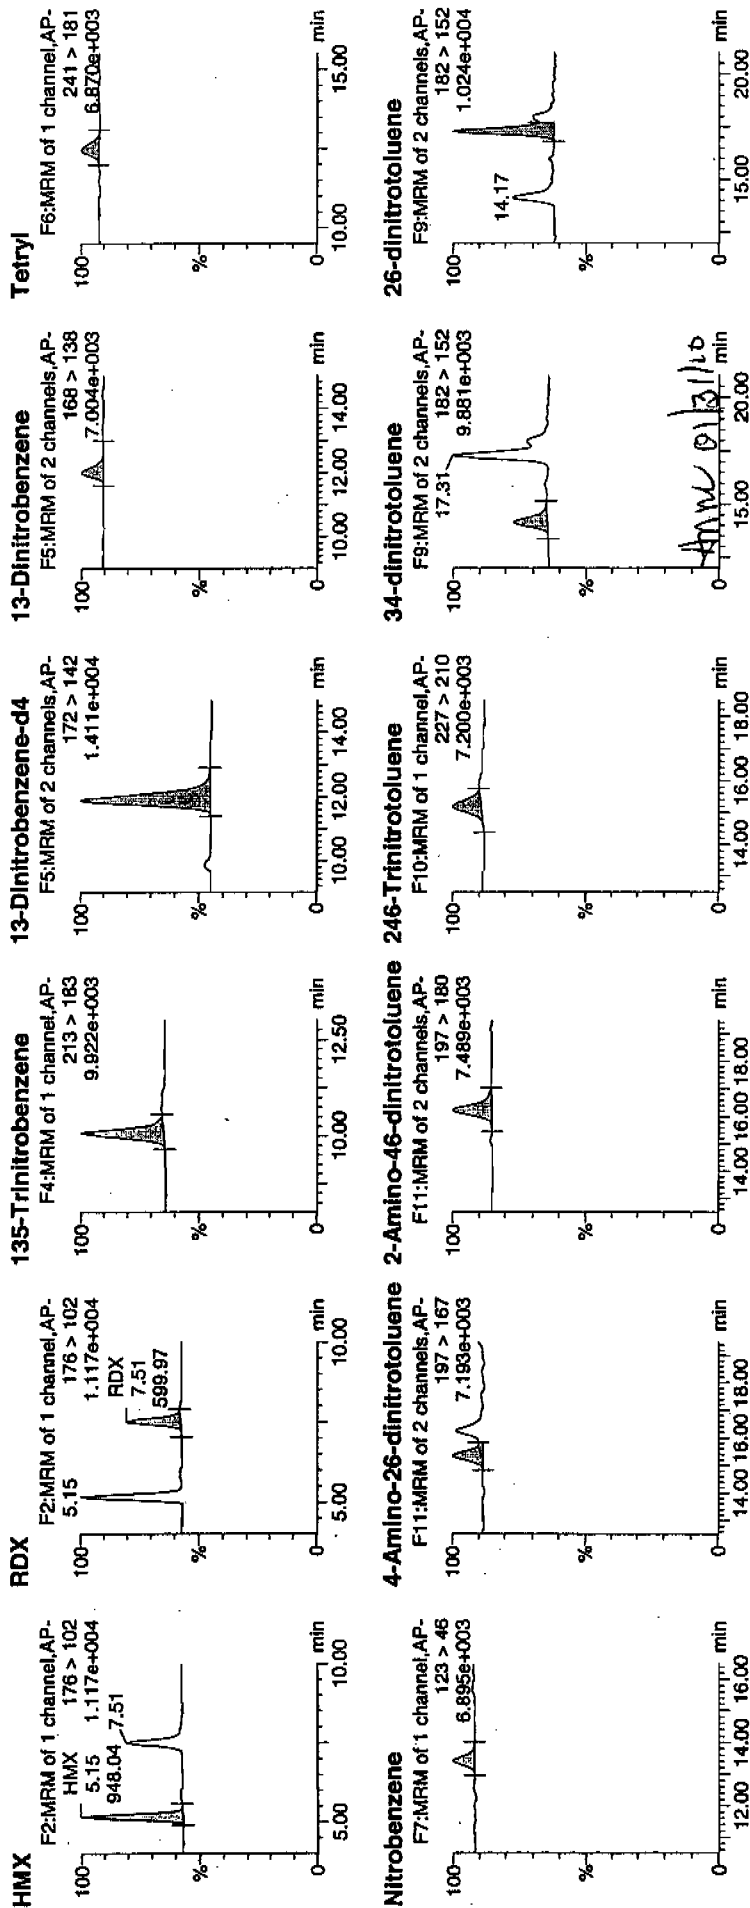 HMX
F2:MRM of 1 channel,AP-
176 > 102
1.117e+004
HMX
5.15
948.04
7.51
100
%
0
5.00
10.00
min
RDX
F2:MRM of 1 channel,AP-
176 > 102
1.117e+004
5.15
RDX
7.51
599.97
100
%
0
5.00
10.00
min
135-Trinitrobenzene
F4:MRM of 1 channel,AP-
213 > 183
9.922e+003
100
%
0
10.00
12.50
min
13-Dinitrobenzene-d4
F5:MRM of 2 channels,AP-
172 > 142
1.411e+004
100
%
0
10.00
12.00
14.00
min
13-Dinitrobenzene
F5:MRM of 2 channels,AP-
168 > 138
7.004e+003
100
%
0
10.00
12.00
14.00
min
Tetryl
F6:MRM of 1 channel,AP-
241 > 181
6.870e+003
100
%
0
10.00
15.00
min
Nitrobenzene
F7:MRM of 1 channel,AP-
123 > 46
6.895e+003
100
%
0
12.00
14.00
16.00
min
4-Amino-26-dinitrotoluene
F11:MRM of 2 channels,AP-
197 > 167
7.193e+003
100
%
0
14.00
16.00
18.00
min
2-Amino-46-dinitrotoluene
F11:MRM of 2 channels,AP-
197 > 180
7.489e+003
100
%
0
14.00
16.00
18.00
min
246-Trinitrotoluene
F10:MRM of 1 channel,AP-
227 > 210
7.200e+003
100
%
0
14.00
16.00
18.00
min
34-dinitrotoluene
F9:MRM of 2 channels,AP-
182 > 152
9.881e+003
17.31
100
%
0
15.00
20.00
min
01/31/10
26-dinitrotoluene
F9:MRM of 2 channels,AP-
182 > 152
1.024e+004
14.17
100
%
0
15.00
20.00
min